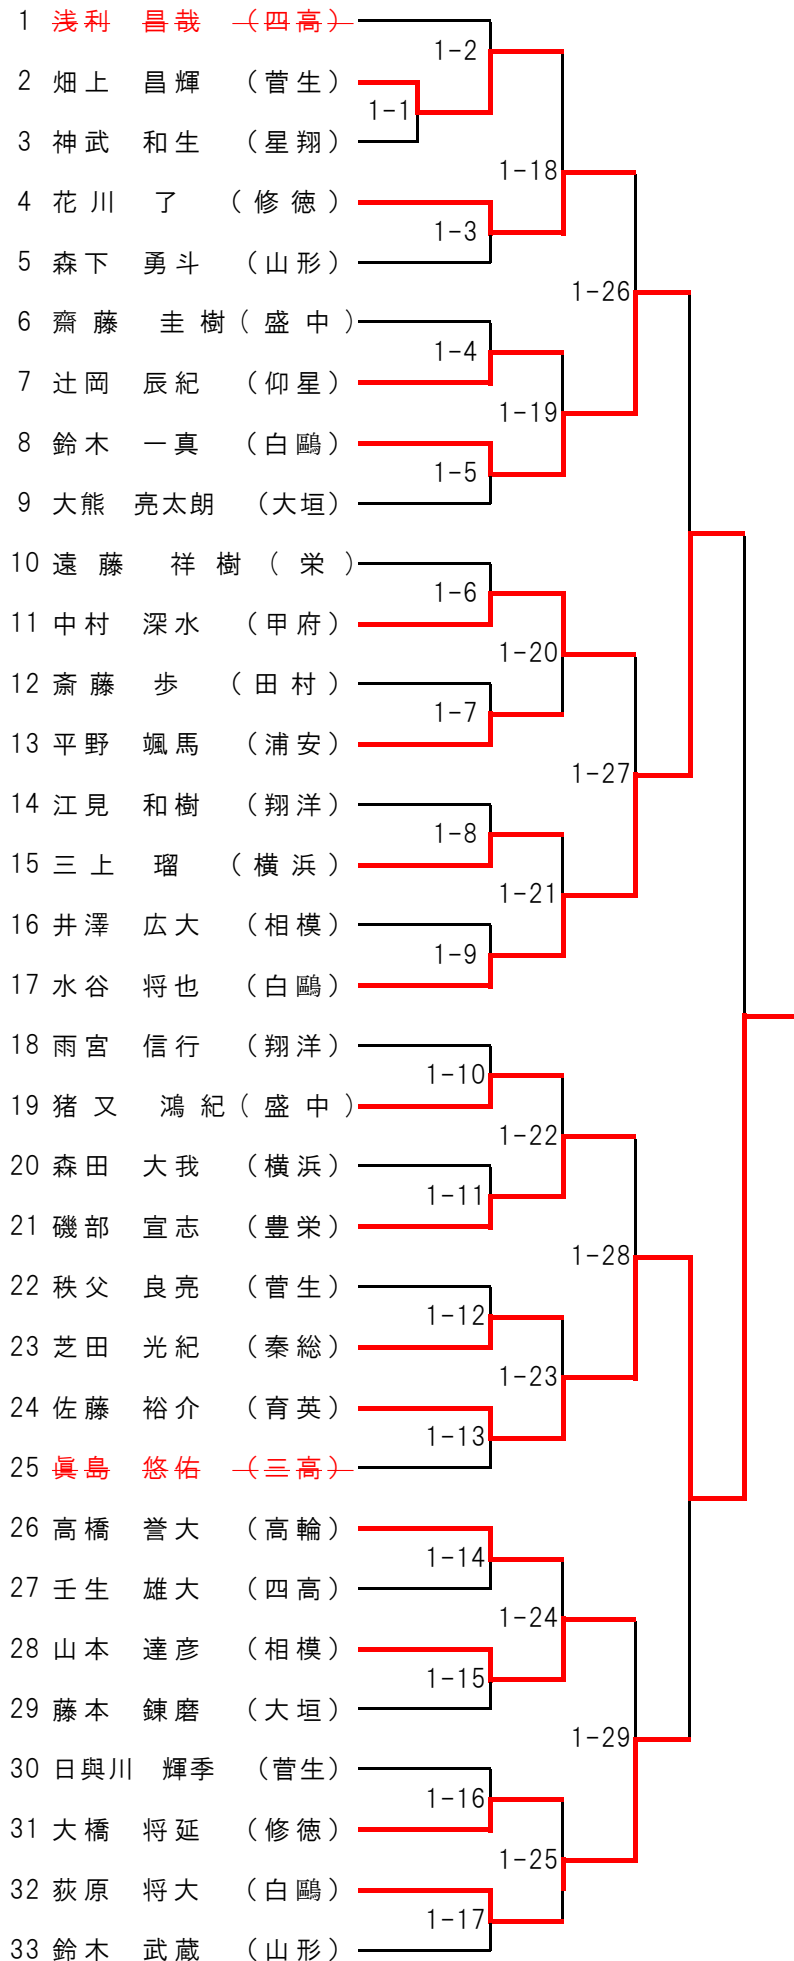 1 浅利 昌哉 (四高)
1-2
2 畑上 昌輝 (菅生)
1-1
3 神武 和生 (星翔)
1-18
4 花川 了 (修徳)
1-3
5 森下 勇斗 (山形)
1-26
6 齋藤 圭樹(盛中)
1-4
7 辻岡 辰紀 (仰星)
1-19
8 鈴木 一真 (白鷗)
1-5
9 大熊 亮太朗 (大垣)
10 遠藤 祥樹 (栄)
1-6
11 中村 深水 (甲府)
1-20
12 斎藤 歩 (田村)
1-7
13 平野 颯馬 (浦安)
1-27
14 江見 和樹 (翔洋)
1-8
15 三上 瑠 (横浜)
1-21
16 井澤 広大 (相模)
1-9
17 水谷 将也 (白鷗)
18 雨宮 信行 (翔洋)
1-10
19 猪又 鴻紀(盛中)
1-22
20 森田 大我 (横浜)
1-11
21 磯部 宣志 (豊栄)
1-28
22 秩父 良亮 (菅生)
1-12
23 芝田 光紀 (秦総)
1-23
24 佐藤 裕介 (育英)
1-13
25 眞島 悠佑 (三高)
26 高橋 誉大 (高輪)
1-14
27 壬生 雄大 (四高)
1-24
28 山本 達彦 (相模)
1-15
29 藤本 錬磨 (大垣)
1-29
30 日與川 輝季 (菅生)
1-16
31 大橋 将延 (修徳)
1-25
32 荻原 将大 (白鷗)
1-17
33 鈴木 武蔵 (山形)